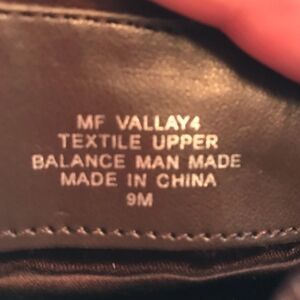 MF VALLAY4
TEXTILE UPPER
BALANCE MAN MADE
MADE IN CHINA
9M